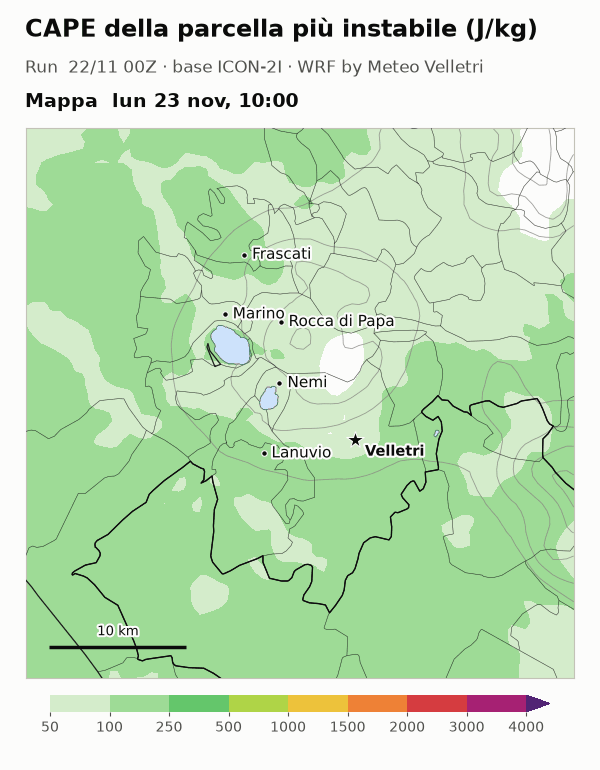 CAPE della parcella più instabile (J/kg)
Run 22/11 00Z · base ICON-2I · WRF by Meteo Velletri
Mappa lun 23 nov, 10:00
Frascati
Marino
Rocca di Papa
Nemi
Velletri
Lanuvio
10 km
50 100 250 500 1000 1500 2000 3000 4000